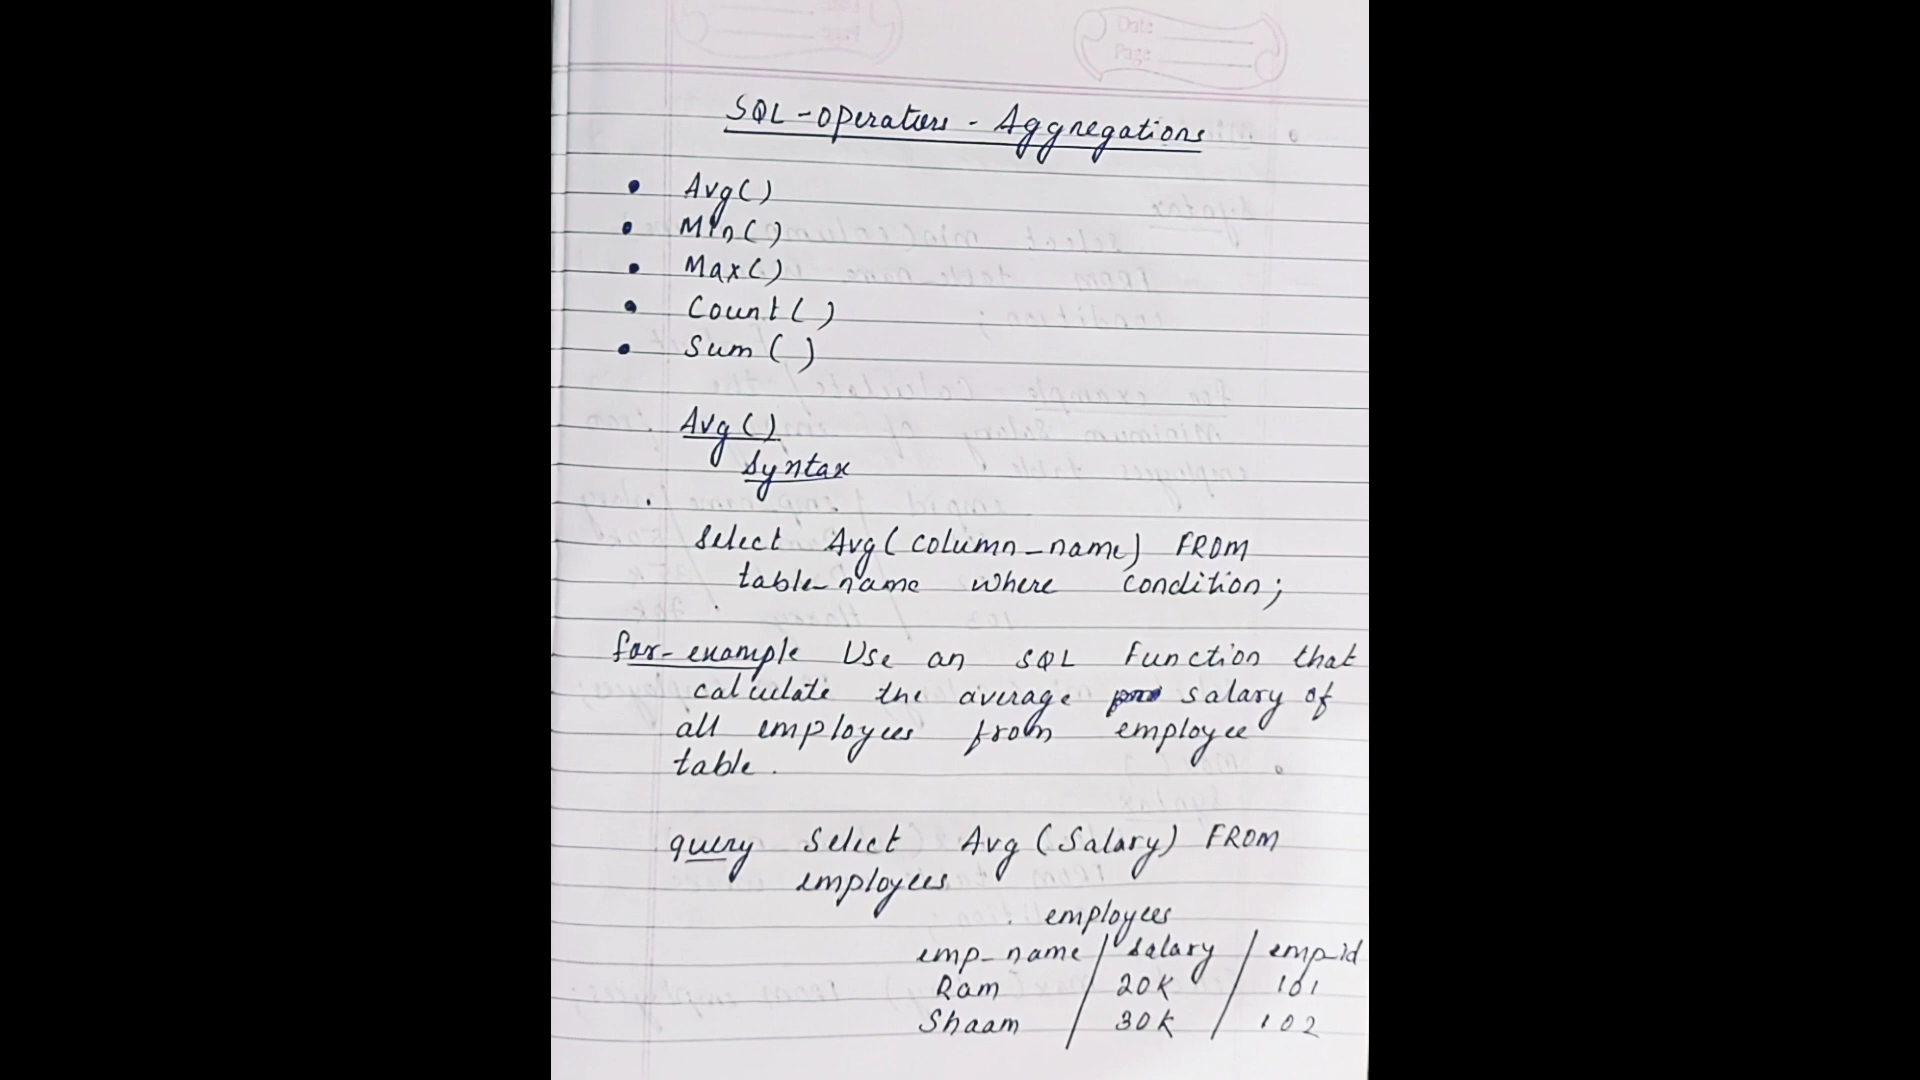 Date
Page
SQL-operators - Aggregations
• Avg()
• Min()
• Max()
• Count( )
• Sum ( )
Avg()
Syntax
Select Avg(column_name) FROM
table_name where condition;
for-example Use an SQL Function that
calculate the average salary of
all employees from employee
table.
query Select Avg (Salary) FROM
employees
employees
emp_name / salary / emp_id
Ram / 20K / 101
Shaam / 30K / 102